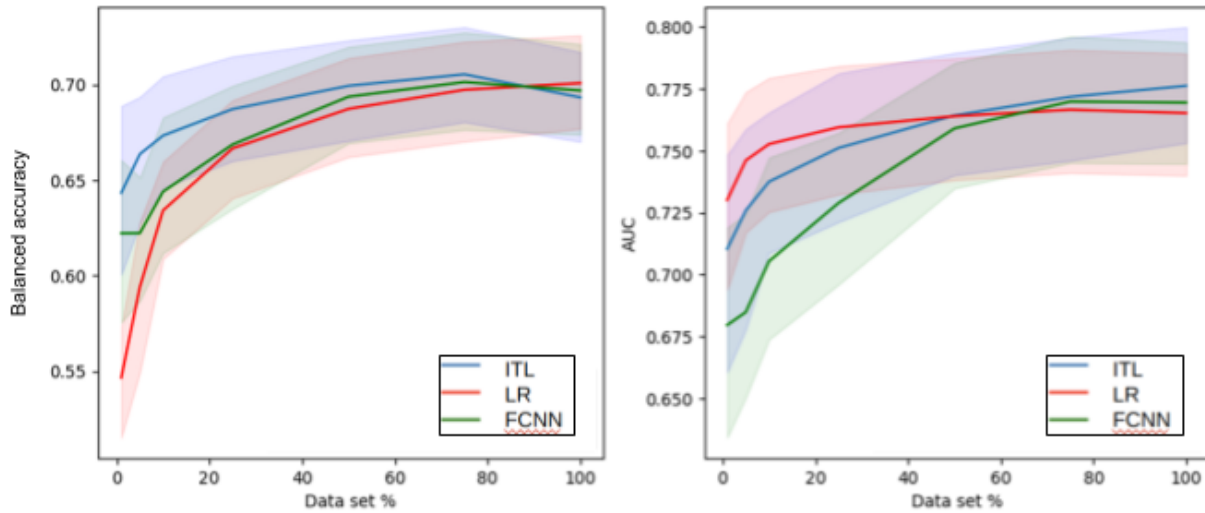 Balanced accuracy
0.70
0.65
0.60
0.55
ITL
LR
FCNN
0 20 40 60 80 100
Data set %
AUC
0.800
0.775
0.750
0.725
0.700
0.675
0.650
ITL
LR
FCNN
0 20 40 60 80 100
Data set %